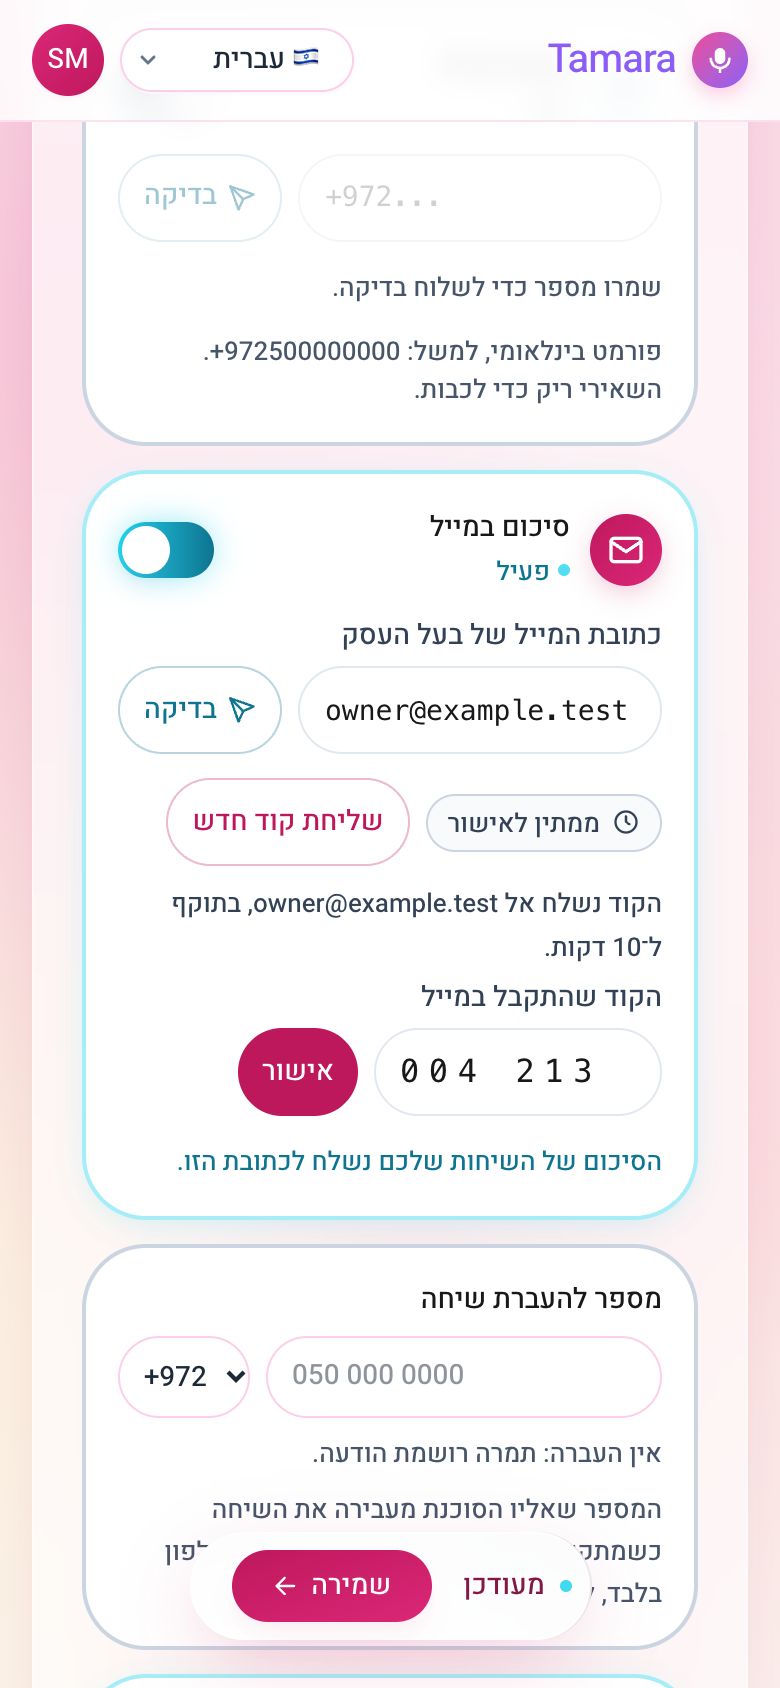 Tamara
עברית
SM
+972...
בדיקה
שמרו מספר כדי לשלוח בדיקה.
פורמט בינלאומי, למשל: 972500000000+.
השאירי ריק כדי לכבות.
סיכום במייל
פעיל
כתובת המייל של בעל העסק
owner@example.test
בדיקה
ממתין לאישור
שליחת קוד חדש
הקוד נשלח אל owner@example.test, בתוקף
ל־10 דקות.
הקוד שהתקבל במייל
004 213
אישור
הסיכום של השיחות שלכם נשלח לכתובת הזו.
מספר להעברת שיחה
050 000 0000
+972
אין העברה: תמרה רושמת הודעה.
המספר שאליו הסוכנת מעבירה את השיחה
בלבד,
מעודכן
שמירה